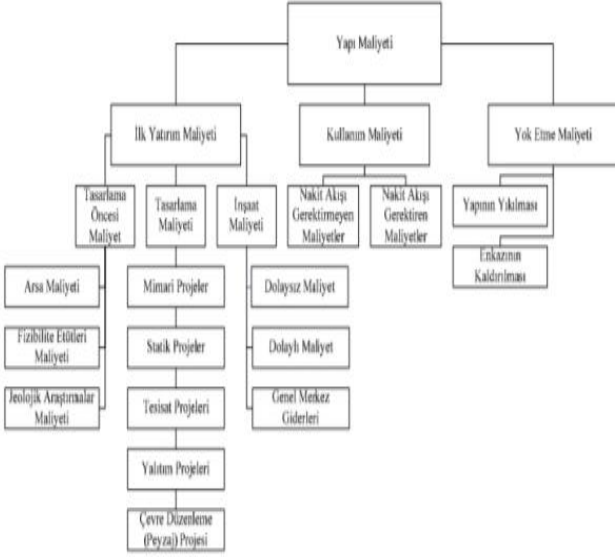 Yapı Maliyeti
İlk Yatırım Maliyeti
Kullanım Maliyeti
Yok Etme Maliyeti
Tasarlama
Öncesi
Maliyet
Tasarlama
Maliyeti
İnşaat
Maliyeti
Nakit Akışı
Gerektirmeyen
Maliyetler
Nakit Akışı
Gerektiren
Maliyetler
Yapının Yıkılması
Enkazının
Kaldırılması
Arsa Maliyeti
Mimari Projeler
Dolaysız Maliyet
Fizibilite Etütleri
Maliyeti
Statik Projeler
Dolaylı Maliyet
Jeolojik Araştırmalar
Maliyeti
Tesisat Projeleri
Genel Merkez
Giderleri
Yalıtım Projeleri
Çevre Düzenleme
(Peyzaj) Projesi